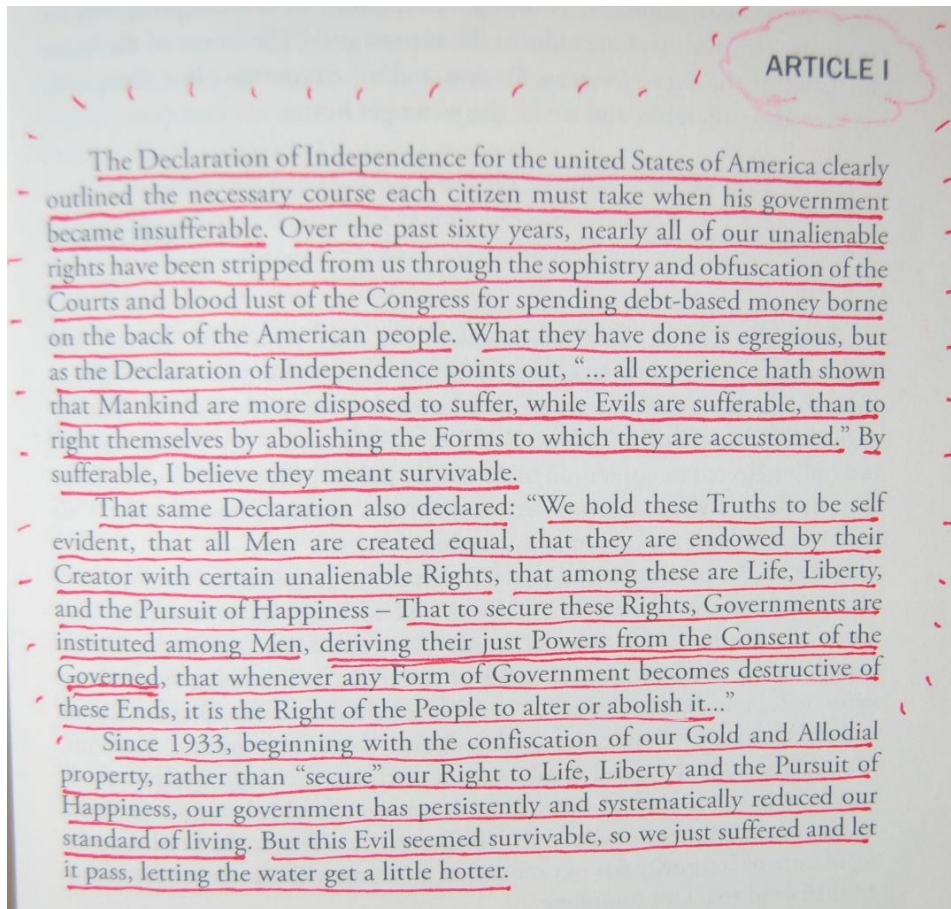 ARTICLE I
The Declaration of Independence for the united States of America clearly
outlined the necessary course each citizen must take when his government
became insufferable. Over the past sixty years, nearly all of our unalienable
rights have been stripped from us through the sophistry and obfuscation of the
Courts and blood lust of the Congress for spending debt-based money borne
on the back of the American people. What they have done is egregious, but
as the Declaration of Independence points out, “... all experience hath shown
that Mankind are more disposed to suffer, while Evils are sufferable, than to
right themselves by abolishing the Forms to which they are accustomed.” By
sufferable, I believe they meant survivable.
That same Declaration also declared: “We hold these Truths to be self
evident, that all Men are created equal, that they are endowed by their
Creator with certain unalienable Rights, that among these are Life, Liberty,
and the Pursuit of Happiness – That to secure these Rights, Governments are
instituted among Men, deriving their just Powers from the Consent of the
Governed, that whenever any Form of Government becomes destructive of
these Ends, it is the Right of the People to alter or abolish it...”
Since 1933, beginning with the confiscation of our Gold and Allodial
property, rather than “secure” our Right to Life, Liberty and the Pursuit of
Happiness, our government has persistently and systematically reduced our
standard of living. But this Evil seemed survivable, so we just suffered and let
it pass, letting the water get a little hotter.